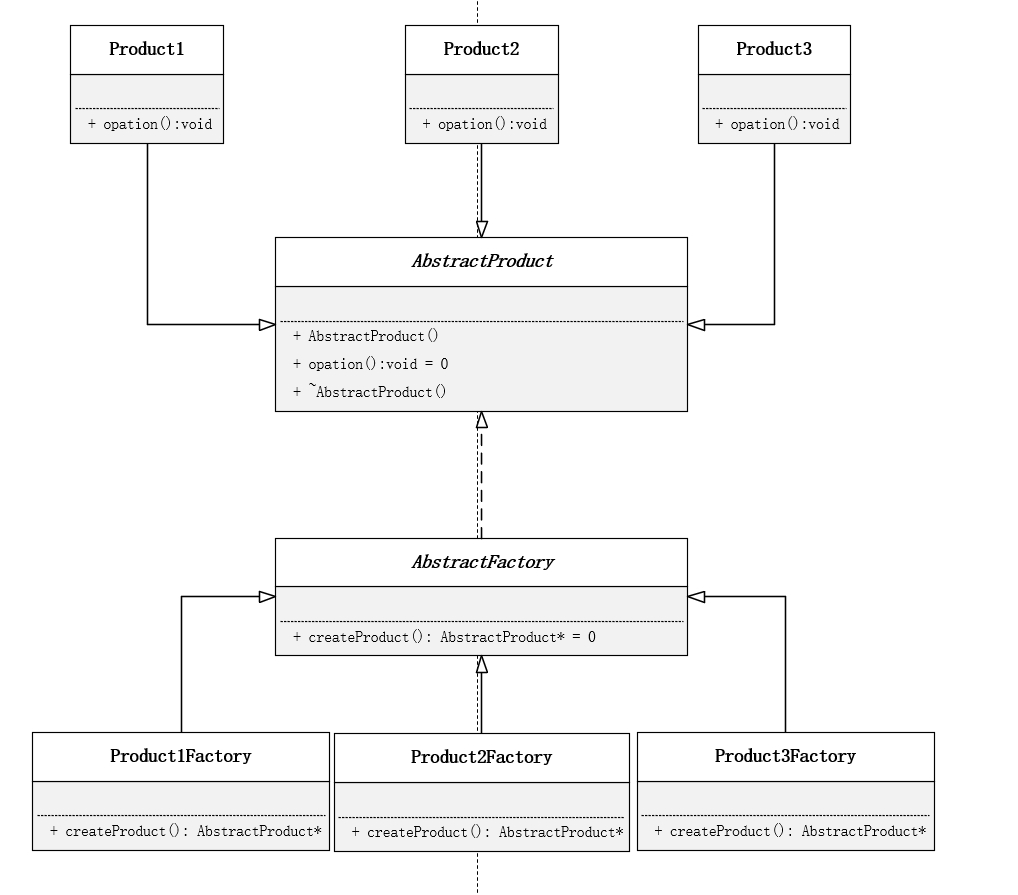 Product1
+ opation():void
Product2
+ opation():void
Product3
+ opation():void
AbstractProduct
+ AbstractProduct()
+ opation():void = 0
+ ~AbstractProduct()
AbstractFactory
+ createProduct(): AbstractProduct* = 0
Product1Factory
+ createProduct(): AbstractProduct*
Product2Factory
+ createProduct(): AbstractProduct*
Product3Factory
+ createProduct(): AbstractProduct*